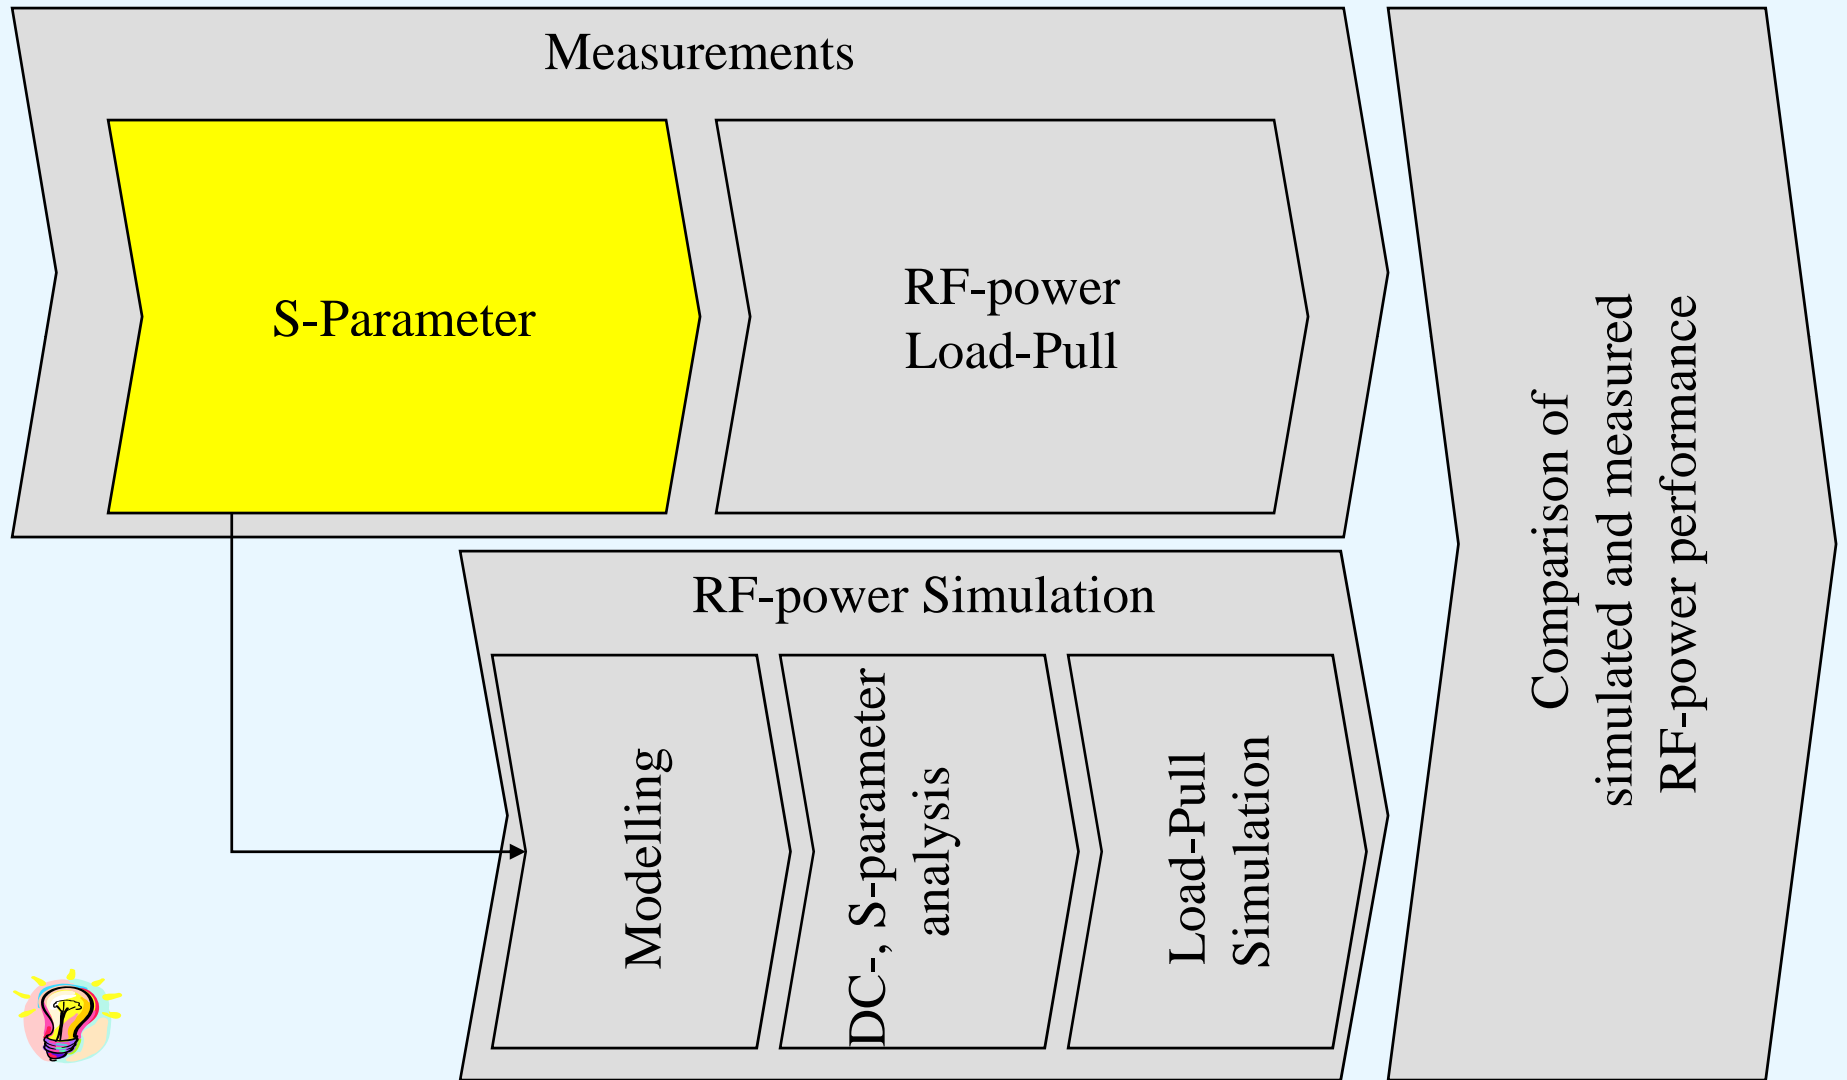 Measurements
S-Parameter
RF-power
Load-Pull
RF-power Simulation
Modelling
DC-, S-parameter
analysis
Load-Pull
Simulation
Comparison of
simulated and measured
RF-power performance